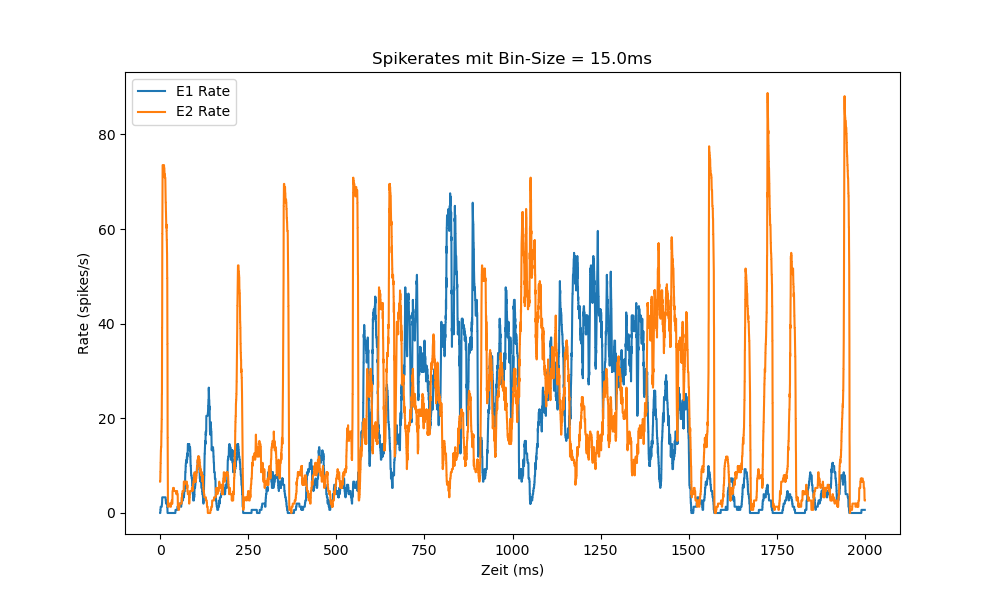 Spikerates mit Bin-Size = 15.0ms
E1 Rate
E2 Rate
Rate (spikes/s)
80
60
40
20
0
0 250 500 750 1000 1250 1500 1750 2000
Zeit (ms)